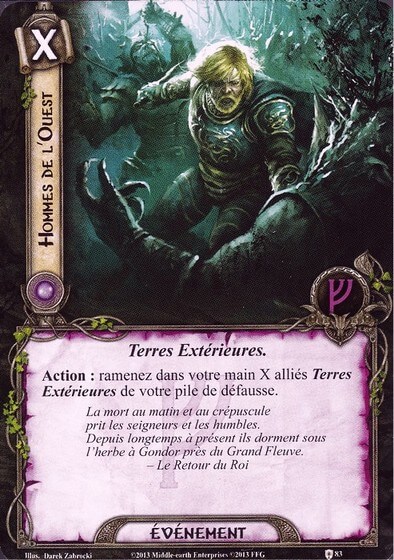 X
HOMMES DE L'OUEST
Terres Extérieures.
Action : ramenez dans votre main X alliés Terres
Extérieures de votre pile de défausse.
La mort au matin et au crépuscule
prit les seigneurs et les humbles.
Depuis longtemps à présent ils dorment sous
l'herbe à Gondor près du Grand Fleuve.
– Le Retour du Roi
ÉVÉNEMENT
Illus. Darek Zabrocki ©2013 Middle-earth Enterprises ©2013 FFG 83